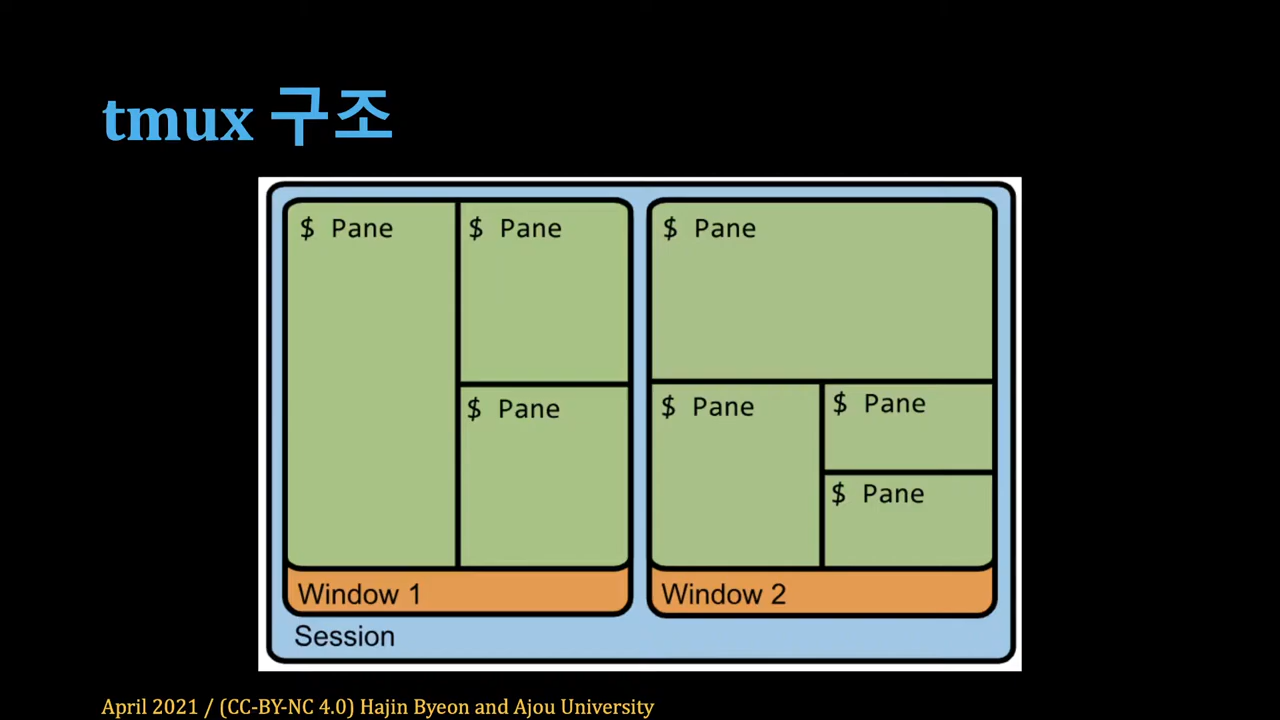 tmux 구조
$ Pane
$ Pane
$ Pane
Window 1
$ Pane
$ Pane
$ Pane
$ Pane
Window 2
Session
April 2021 / (CC-BY-NC 4.0) Hajin Byeon and Ajou University